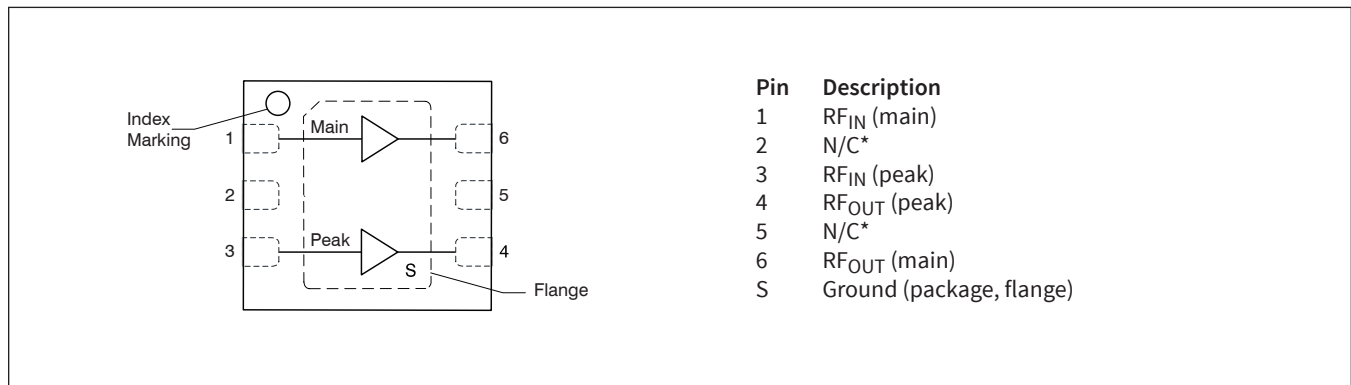 Index
Marking
1
2
3
Main
Peak
S
6
5
4
Flange
Pin Description
1 RFIN (main)
2 N/C*
3 RFIN (peak)
4 RFOUT (peak)
5 N/C*
6 RFOUT (main)
S Ground (package, flange)